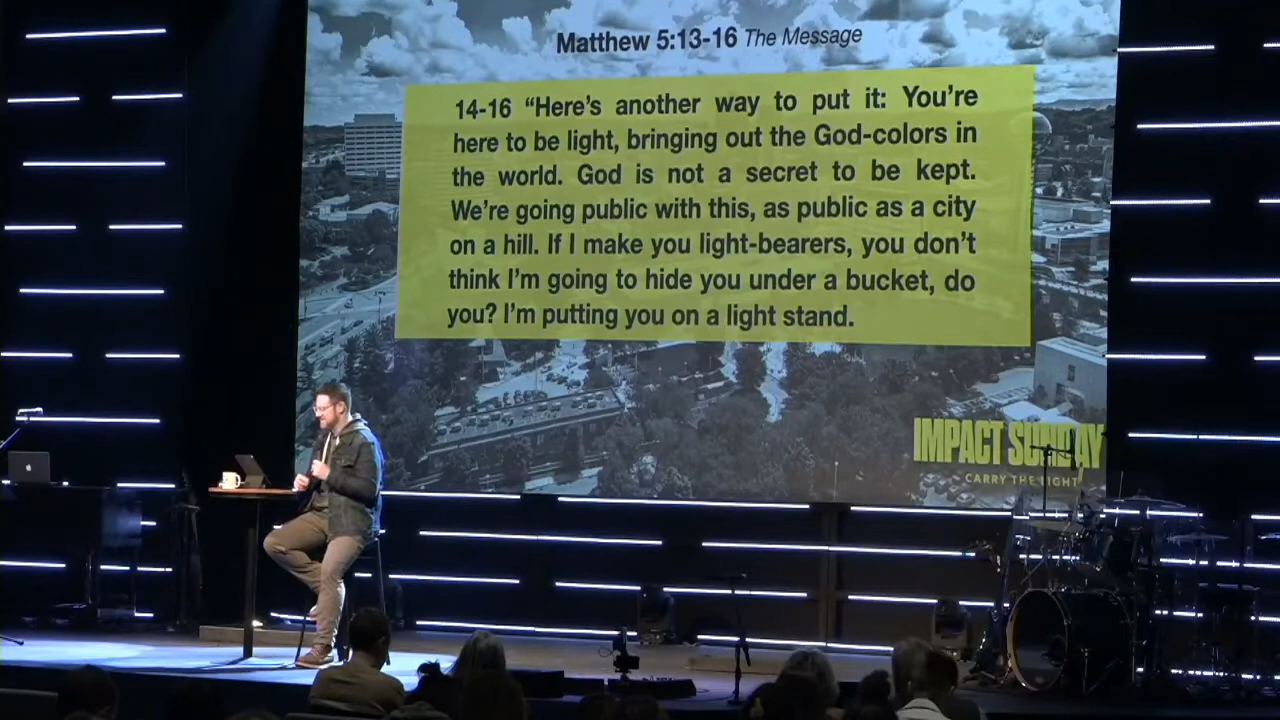 Matthew 5:13-16 The Message
14-16 “Here’s another way to put it: You’re
here to be light, bringing out the God-colors in
the world. God is not a secret to be kept.
We’re going public with this, as public as a city
on a hill. If I make you light-bearers, you don’t
think I’m going to hide you under a bucket, do
you? I’m putting you on a light stand.
IMPACT SUNDAY
CARRY THE LIGHT